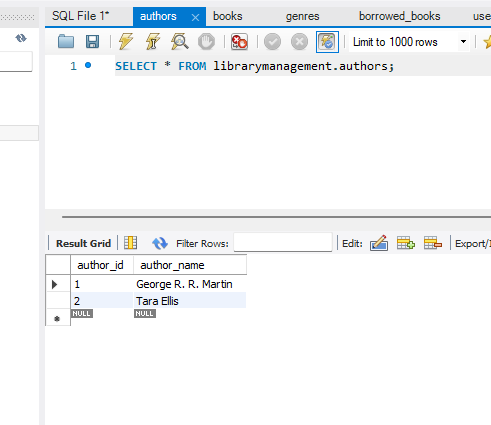 SQL File 1* authors books genres borrowed_books use
Limit to 1000 rows
1 SELECT * FROM librarymanagement.authors;
Result Grid Filter Rows: Edit: Export/I
author_id author_name
1 George R. R. Martin
2 Tara Ellis
NULL NULL